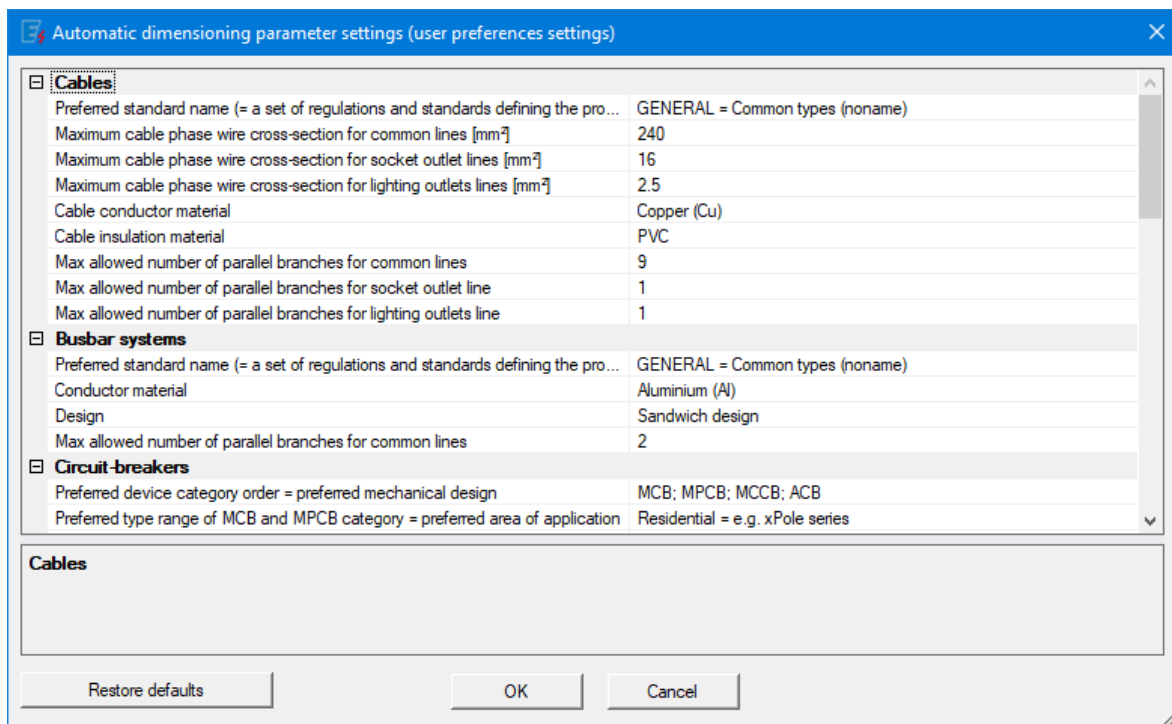 Automatic dimensioning parameter settings (user preferences settings)
Cables
Preferred standard name (= a set of regulations and standards defining the pro... GENERAL = Common types (noname)
Maximum cable phase wire cross-section for common lines [mm²] 240
Maximum cable phase wire cross-section for socket outlet lines [mm²] 16
Maximum cable phase wire cross-section for lighting outlets lines [mm²] 2.5
Cable conductor material Copper (Cu)
Cable insulation material PVC
Max allowed number of parallel branches for common lines 9
Max allowed number of parallel branches for socket outlet line 1
Max allowed number of parallel branches for lighting outlets line 1
Busbar systems
Preferred standard name (= a set of regulations and standards defining the pro... GENERAL = Common types (noname)
Conductor material Aluminium (Al)
Design Sandwich design
Max allowed number of parallel branches for common lines 2
Circuit-breakers
Preferred device category order = preferred mechanical design MCB; MPCB; MCCB; ACB
Preferred type range of MCB and MPCB category = preferred area of application Residential = e.g. xPole series
Cables
Restore defaults OK Cancel